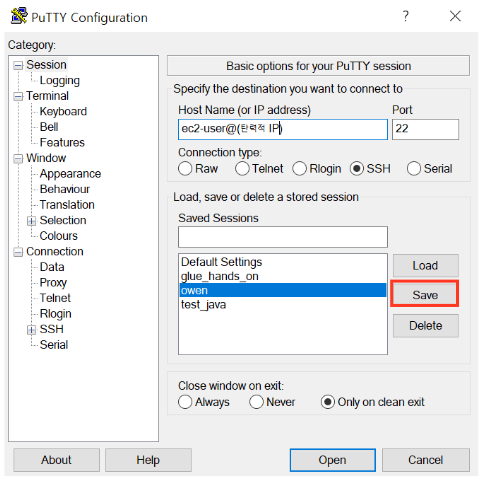 PuTTY Configuration
Category:
Session
Logging
Terminal
Keyboard
Bell
Features
Window
Appearance
Behaviour
Translation
Selection
Colours
Connection
Data
Proxy
Telnet
Rlogin
SSH
Serial
Basic options for your PuTTY session
Specify the destination you want to connect to
Host Name (or IP address) Port
ec2-user@(탄력적 IP) 22
Connection type:
Raw Telnet Rlogin SSH Serial
Load, save or delete a stored session
Saved Sessions
Default Settings
glue_hands_on
owen
test_java
Load
Save
Delete
Close window on exit:
Always Never Only on clean exit
About Help Open Cancel